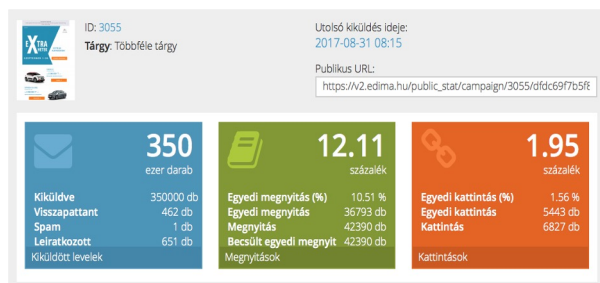 ID: 3055
Tárgy: Többféle tárgy
Utolsó kiküldés ideje:
2017-08-31 08:15
Publikus URL:
https://v2.edima.hu/public_stat/campaign/3055/dfdc69f7b5f8
EXTRA
350
ezer darab
Kiküldve 350000 db
Visszapattant 462 db
Spam 1 db
Leiratkozott 651 db
Kiküldött levelek
12.11
százalék
Egyedi megnyitás (%) 10.51 %
Egyedi megnyitás 36793 db
Megnyitás 42390 db
Becsült egyedi megnyit 42390 db
Megnyitások
1.95
százalék
Egyedi kattintás (%) 1.56 %
Egyedi kattintás 5443 db
Kattintás 6827 db
Kattintások